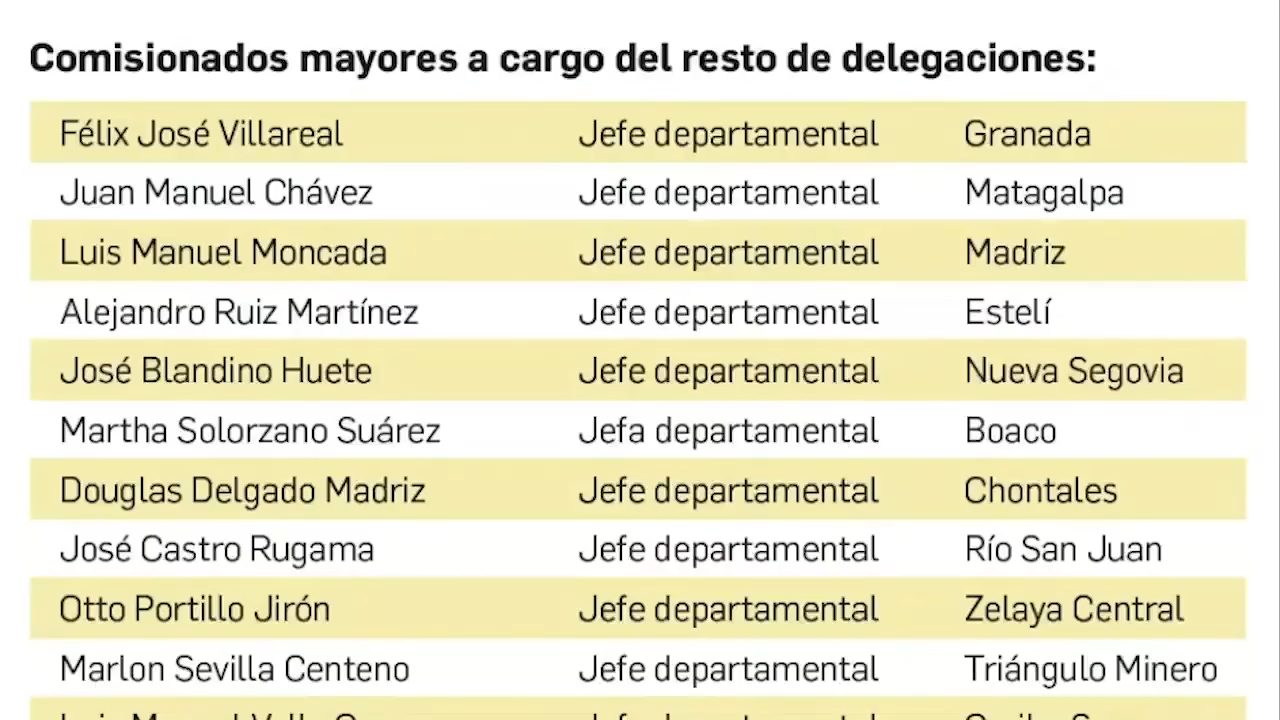 Comisionados mayores a cargo del resto de delegaciones:
Félix José Villareal Jefe departamental Granada
Juan Manuel Chávez Jefe departamental Matagalpa
Luis Manuel Moncada Jefe departamental Madriz
Alejandro Ruiz Martínez Jefe departamental Estelí
José Blandino Huete Jefe departamental Nueva Segovia
Martha Solorzano Suárez Jefa departamental Boaco
Douglas Delgado Madriz Jefe departamental Chontales
José Castro Rugama Jefe departamental Río San Juan
Otto Portillo Jirón Jefe departamental Zelaya Central
Marlon Sevilla Centeno Jefe departamental Triángulo Minero